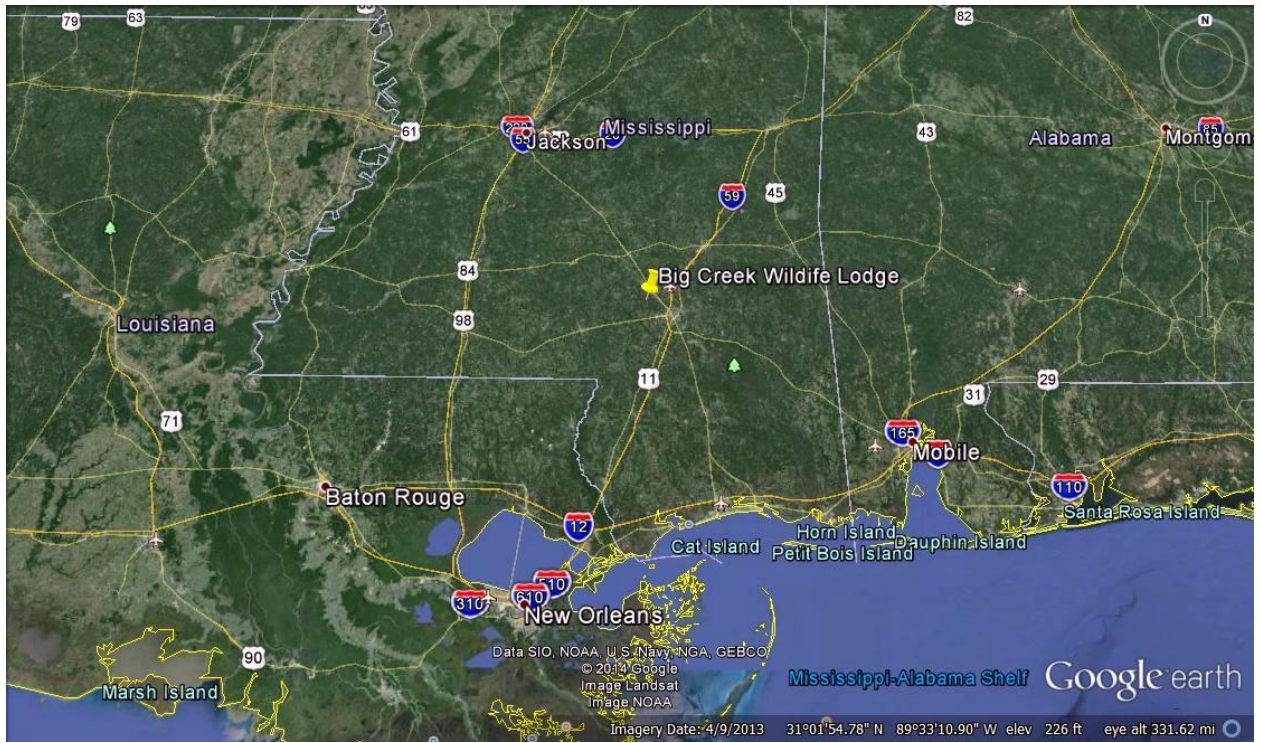 79
63
82
N
61
55
20
Mississippi
Jackson
43
Alabama
85
Montgom
59
45
84
Big Creek Wildife Lodge
Louisiana
98
11
29
31
71
165
Mobile
Baton Rouge
110
12
Santa Rosa Island
Horn Island
Cat Island
Petit Bois Island
Dauphin Island
510
310
610
New Orleans
90
Data SIO, NOAA, U.S. Navy, NGA, GEBCO
© 2014 Google
Image Landsat
Image NOAA
Marsh Island
Mississippi-Alabama Shelf
Google earth
Imagery Date: 4/9/2013 31°01'54.78" N 89°33'10.90" W elev 226 ft eye alt 331.62 mi